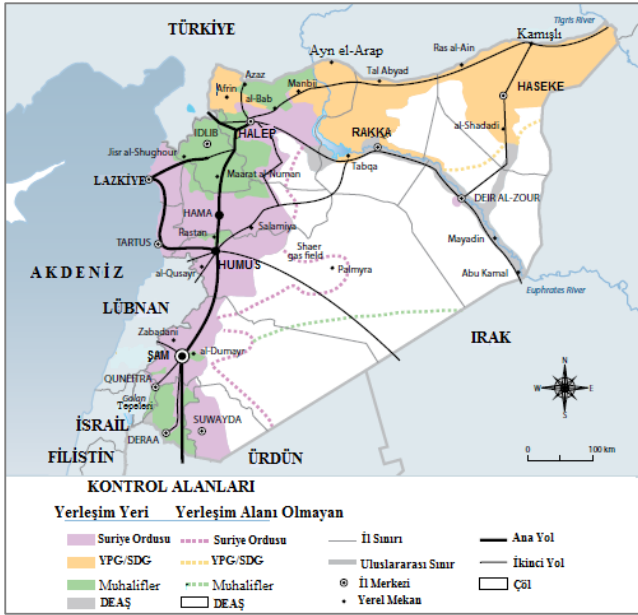 TÜRKİYE
Tigris River
Kamışlı
Ayn el-Arap
Ras al-Ain
Azaz
Manbij
Tal Abyad
HASEKE
Afrin
al-Bab
HALEP
RAKKA
al-Shadadi
IDLIB
Jisr al-Shughour
Tabqa
Maarat al-Numan
LAZKİYE
DEIR AL-ZOUR
HAMA
Salamiya
Rastan
Mayadin
TARTUS
Shaer
gas field
HUMUS
Palmyra
Abu Kamal
AKDENİZ
al-Qusayr
Euphrates River
LÜBNAN
IRAK
Zabadani
ŞAM
al-Dumayr
QUNEITRA
Golan
Tepeleri
N
W
E
S
İSRAİL
SUWAYDA
DERAA
FİLİSTİN
ÜRDÜN
0 100 km
KONTROL ALANLARI
Yerleşim Yeri Yerleşim Alanı Olmayan
Suriye Ordusu Suriye Ordusu İl Sınırı Ana Yol
YPG/SDG YPG/SDG Uluslararası Sınır İkinci Yol
Muhalifler Muhalifler İl Merkezi Çöl
DEAŞ DEAŞ Yerel Mekan